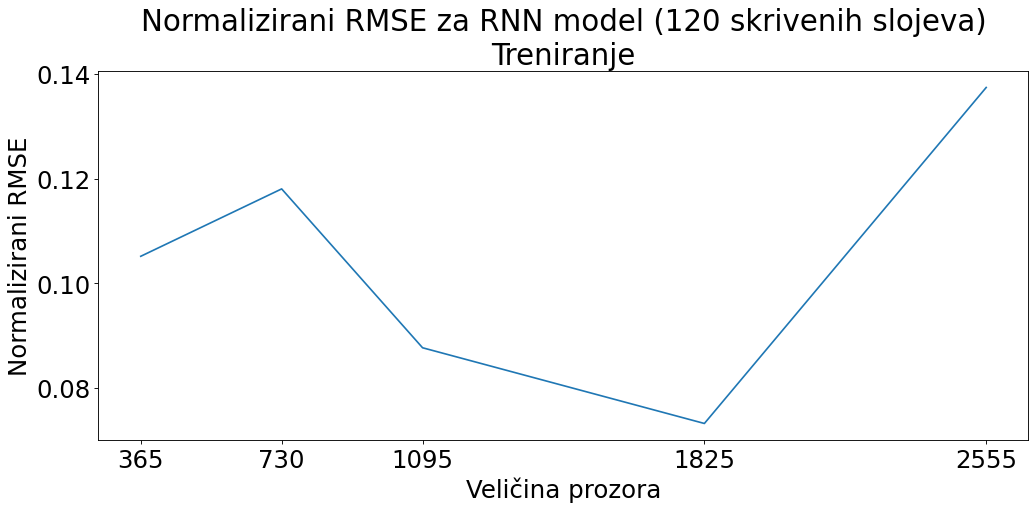 Normalizirani RMSE za RNN model (120 skrivenih slojeva)
Treniranje
0.14
0.12
0.10
0.08
Normalizirani RMSE
365 730 1095 1825 2555
Veličina prozora